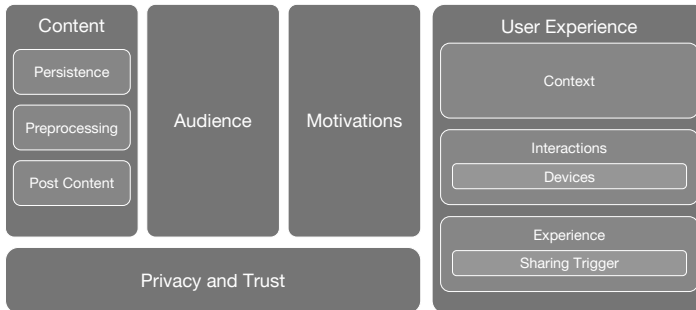 Content
Persistence
Preprocessing
Post Content
Audience
Motivations
Privacy and Trust
User Experience
Context
Interactions
Devices
Experience
Sharing Trigger